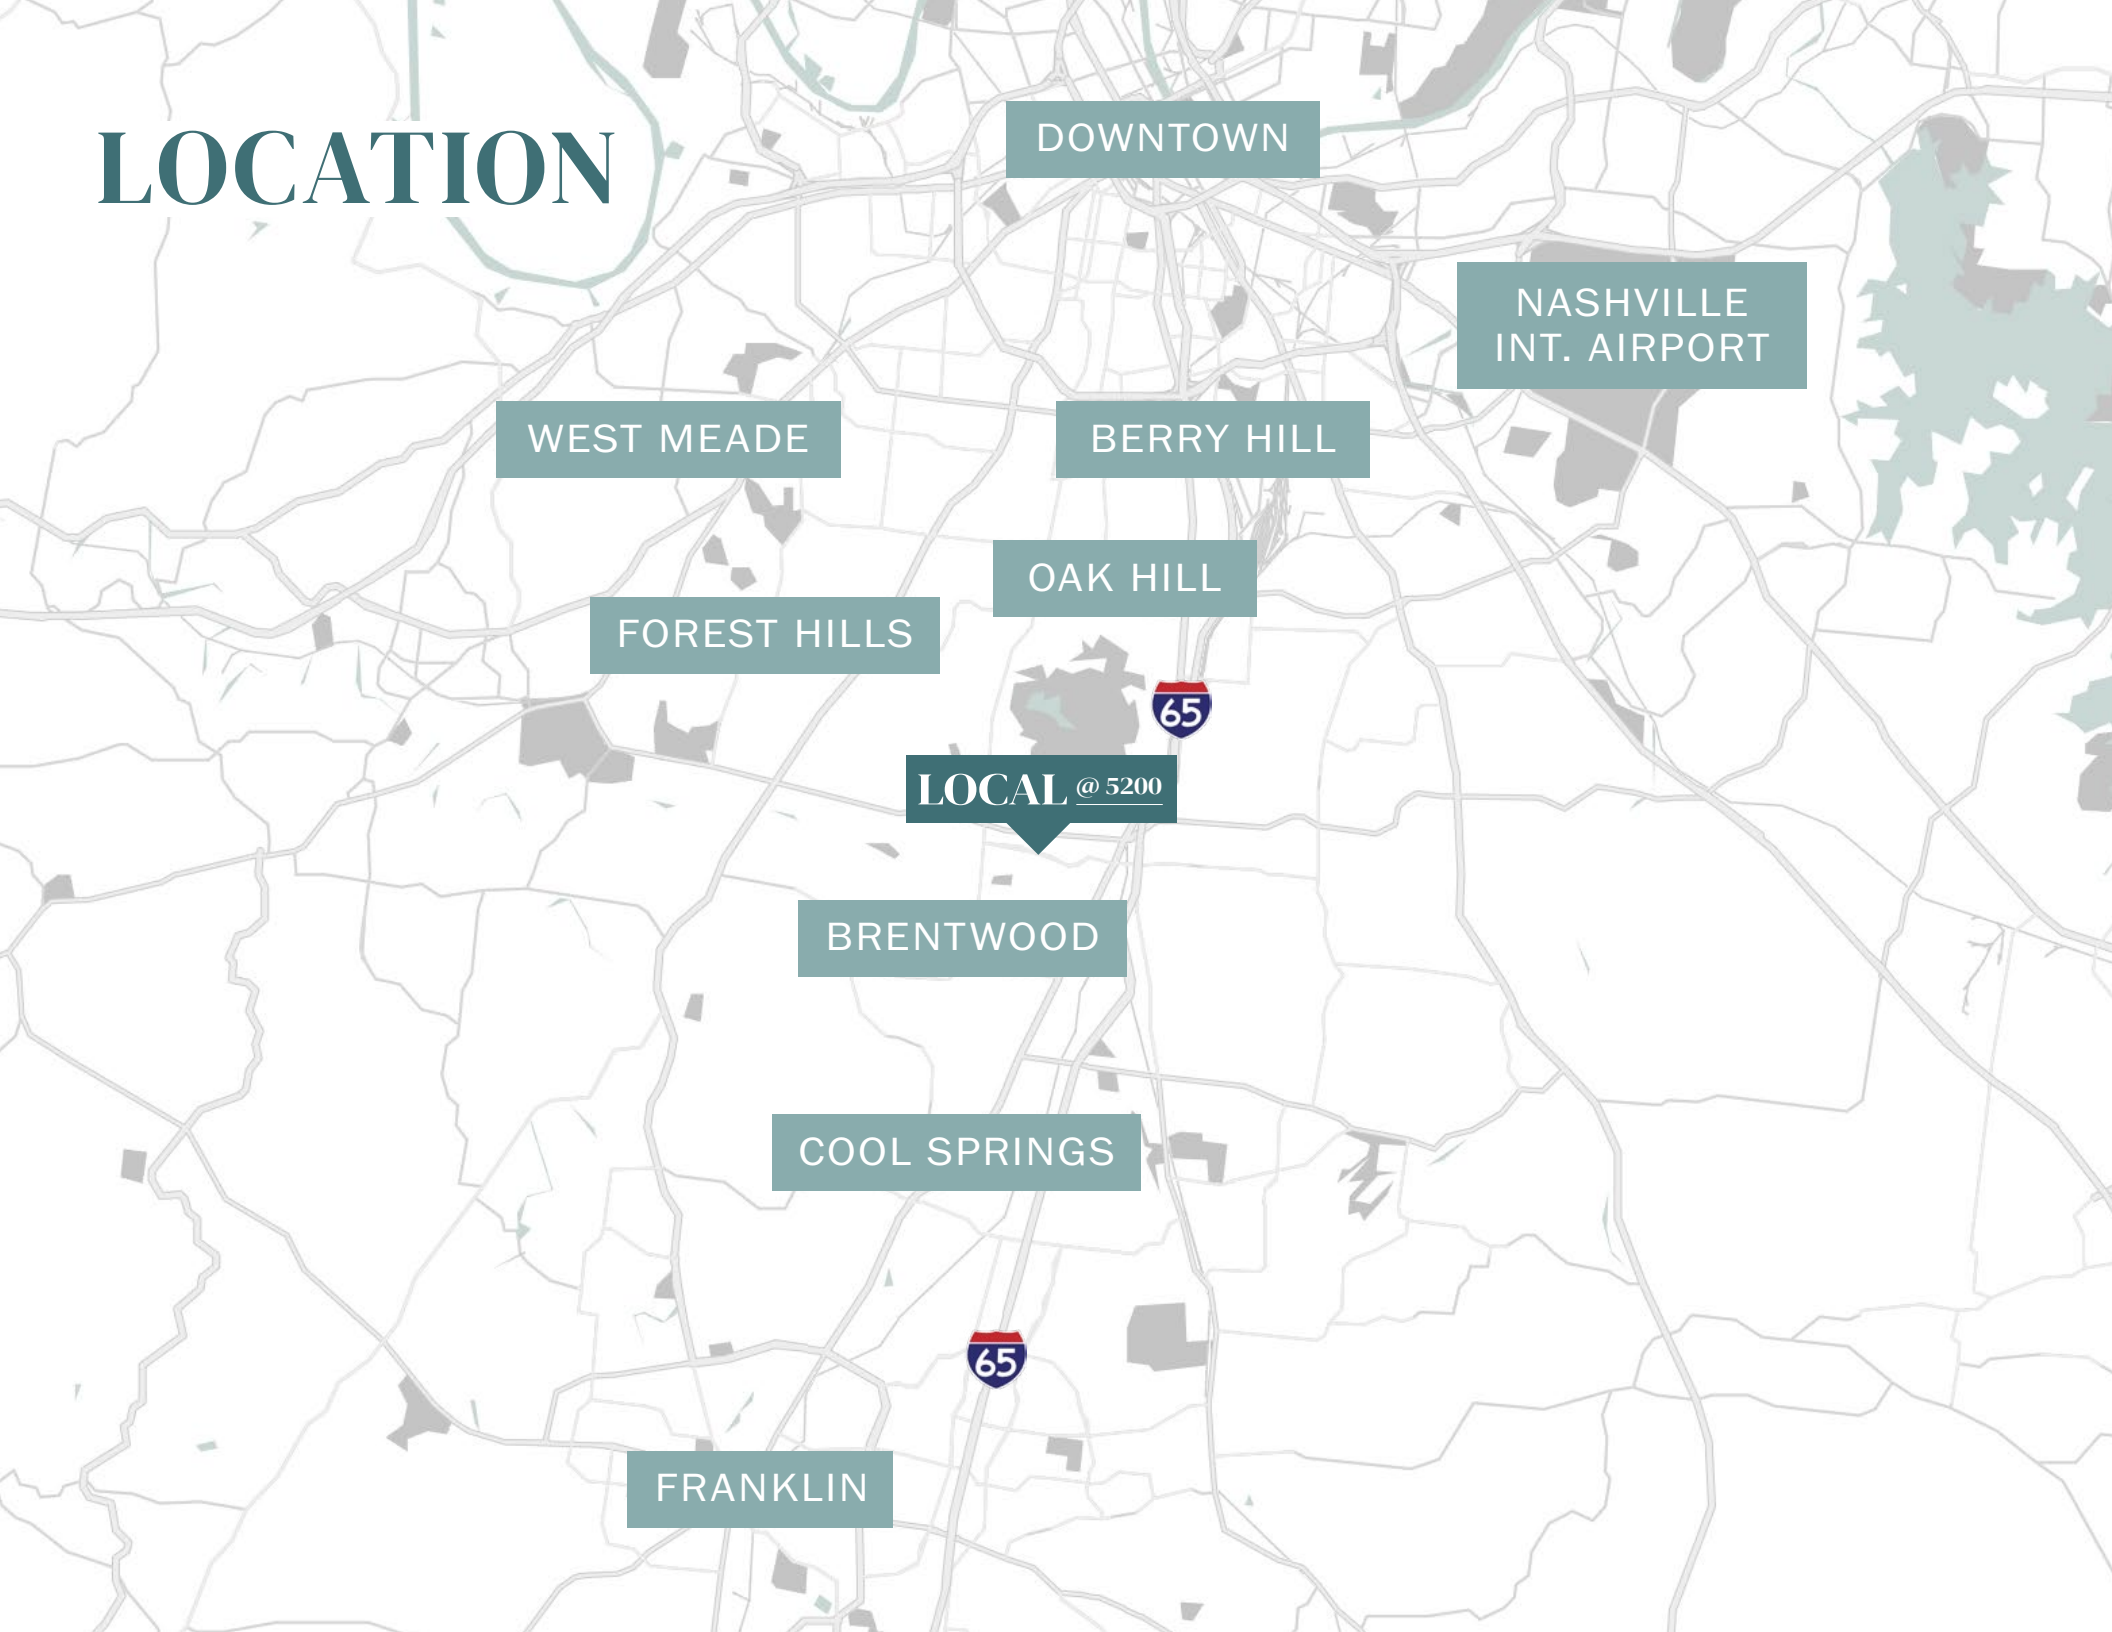 LOCATION
DOWNTOWN
NASHVILLE
INT. AIRPORT
WEST MEADE
BERRY HILL
OAK HILL
FOREST HILLS
65
LOCAL @ 5200
BRENTWOOD
COOL SPRINGS
65
FRANKLIN